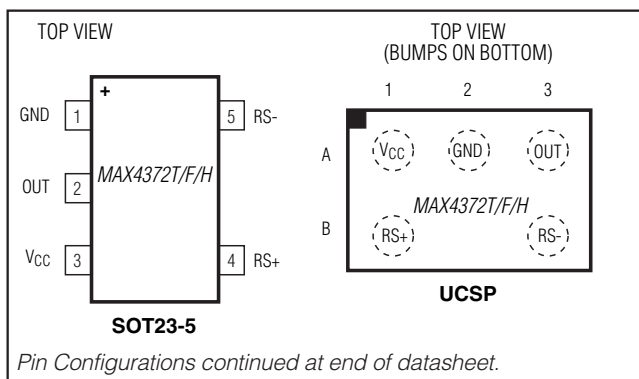 TOP VIEW
+
GND 1
5 RS-
MAX4372T/F/H
OUT 2
VCC 3
4 RS+
SOT23-5
TOP VIEW
(BUMPS ON BOTTOM)
1 2 3
A VCC GND OUT
MAX4372T/F/H
B RS+ RS-
UCSP
Pin Configurations continued at end of datasheet.